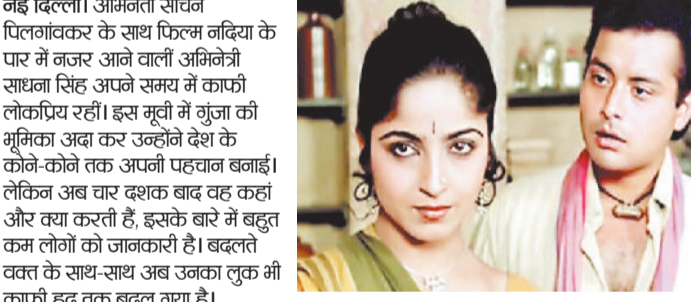 नई दिल्ली। अभिनेता सचिन
पिलगांवकर के साथ फिल्म नदिया के
पार में नजर आने वालीं अभिनेत्री
साधना सिंह अपने समय में काफी
लोकप्रिय रहीं। इस मूवी में गुंजा की
भूमिका अदा कर उन्होंने देश के
कोने-कोने तक अपनी पहचान बनाई।
लेकिन अब चार दशक बाद वह कहां
और क्या करती हैं, इसके बारे में बहुत
कम लोगों को जानकारी है। बदलते
वक्त के साथ-साथ अब उनका लुक भी
काफी हद तक बदल गया है।